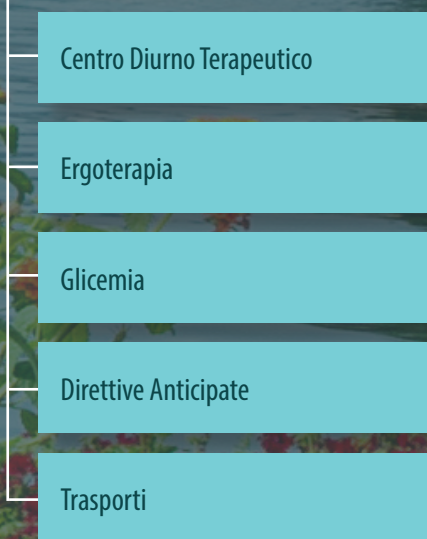 Centro Diurno Terapeutico
Ergoterapia
Glicemia
Direttive Anticipate
Trasporti